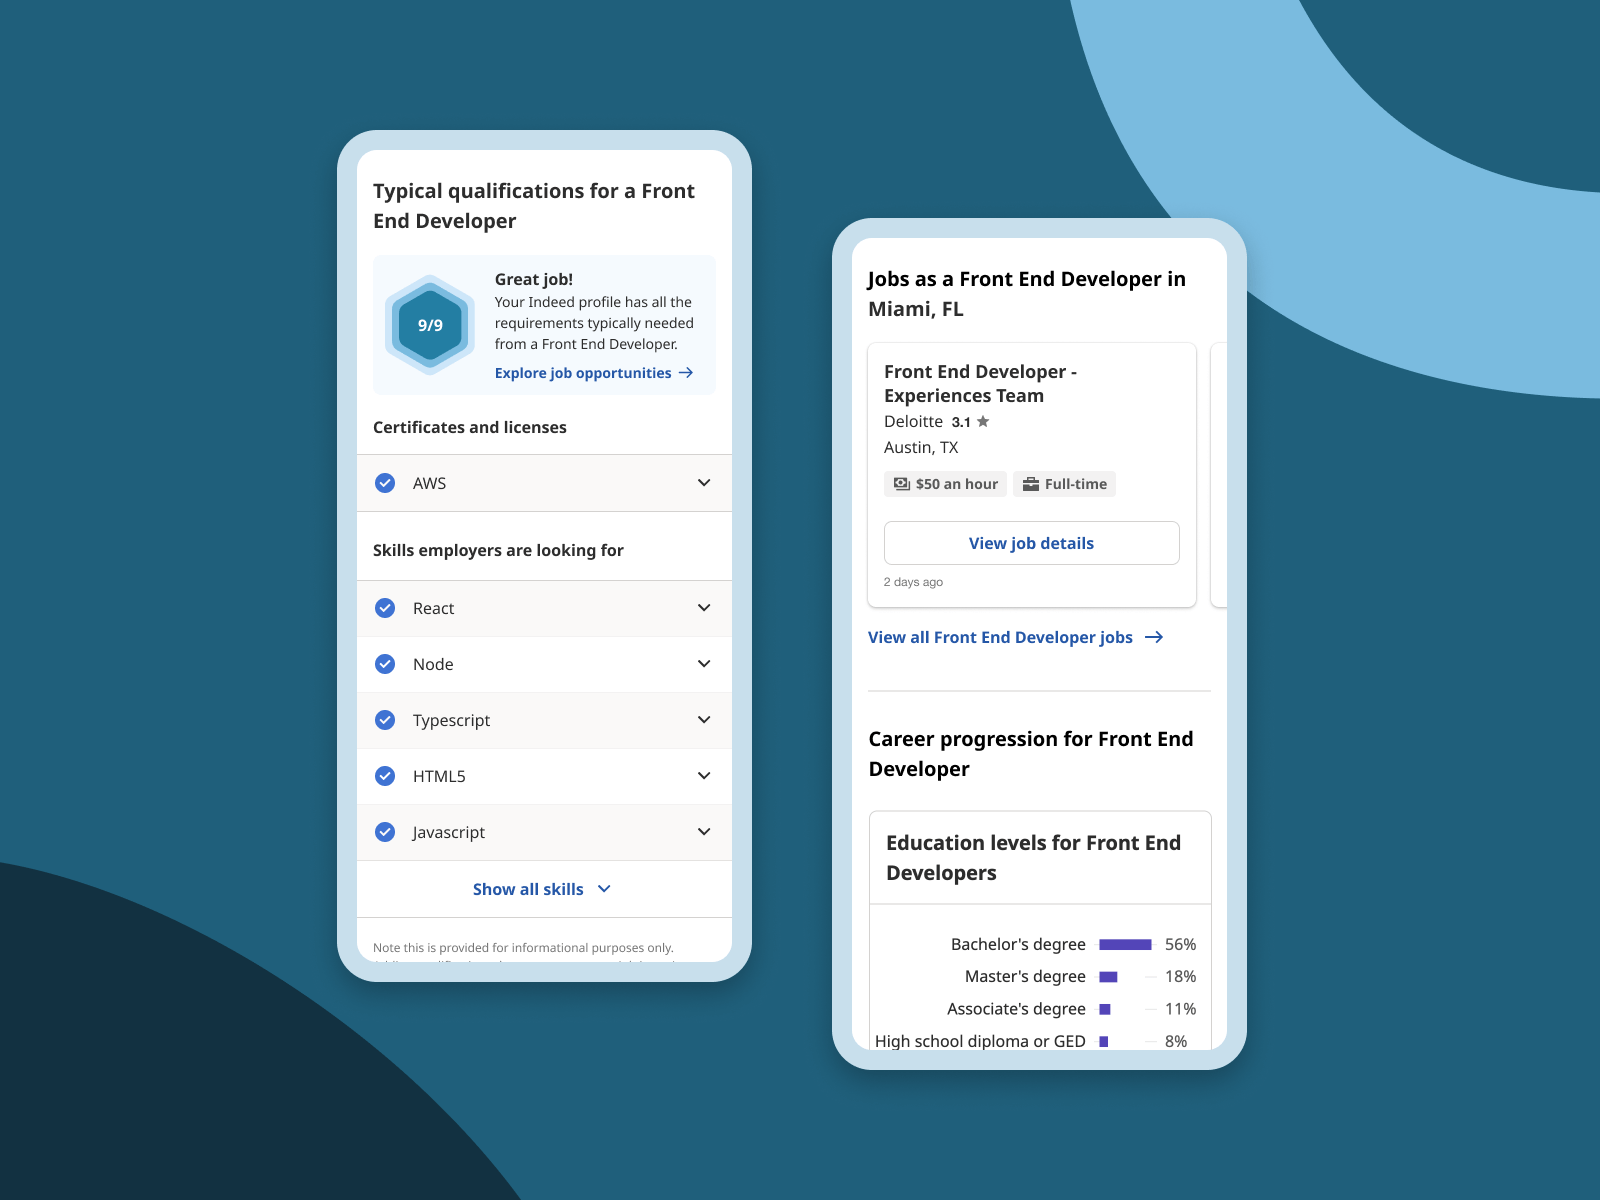 Typical qualifications for a Front
End Developer
9/9
Great job!
Your Indeed profile has all the
requirements typically needed
from a Front End Developer.
Explore job opportunities
Certificates and licenses
AWS
Skills employers are looking for
React
Node
Typescript
HTML5
Javascript
Show all skills
Note this is provided for informational purposes only.
Jobs as a Front End Developer in
Miami, FL
Front End Developer -
Experiences Team
Deloitte 3.1
Austin, TX
$50 an hour Full-time
View job details
2 days ago
View all Front End Developer jobs
Career progression for Front End
Developer
Education levels for Front End
Developers
Bachelor's degree 56%
Master's degree 18%
Associate's degree 11%
High school diploma or GED 8%